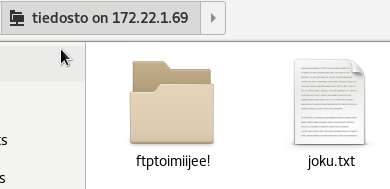 tiedosto on 172.22.1.69
ftptoimiijee!
joku.txt